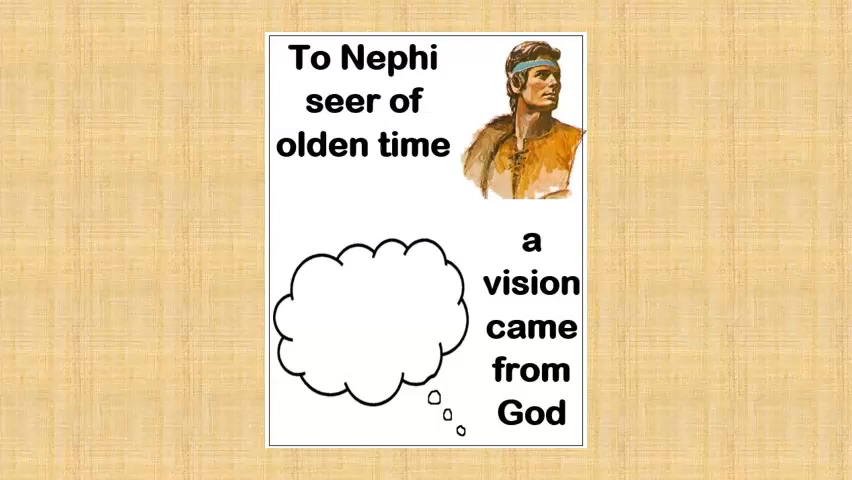 To Nephi
seer of
olden time
a
vision
came
from
God